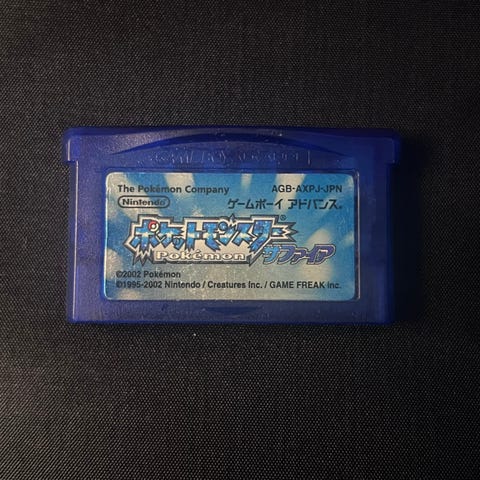 GAME BOY ADVANCE
The Pokémon Company AGB-AXPJ-JPN
Nintendo ゲームボーイ アドバンス®
ポケットモンスター®
Pokémon サファイア
©2002 Pokémon
©1995-2002 Nintendo / Creatures inc. / GAME FREAK inc.